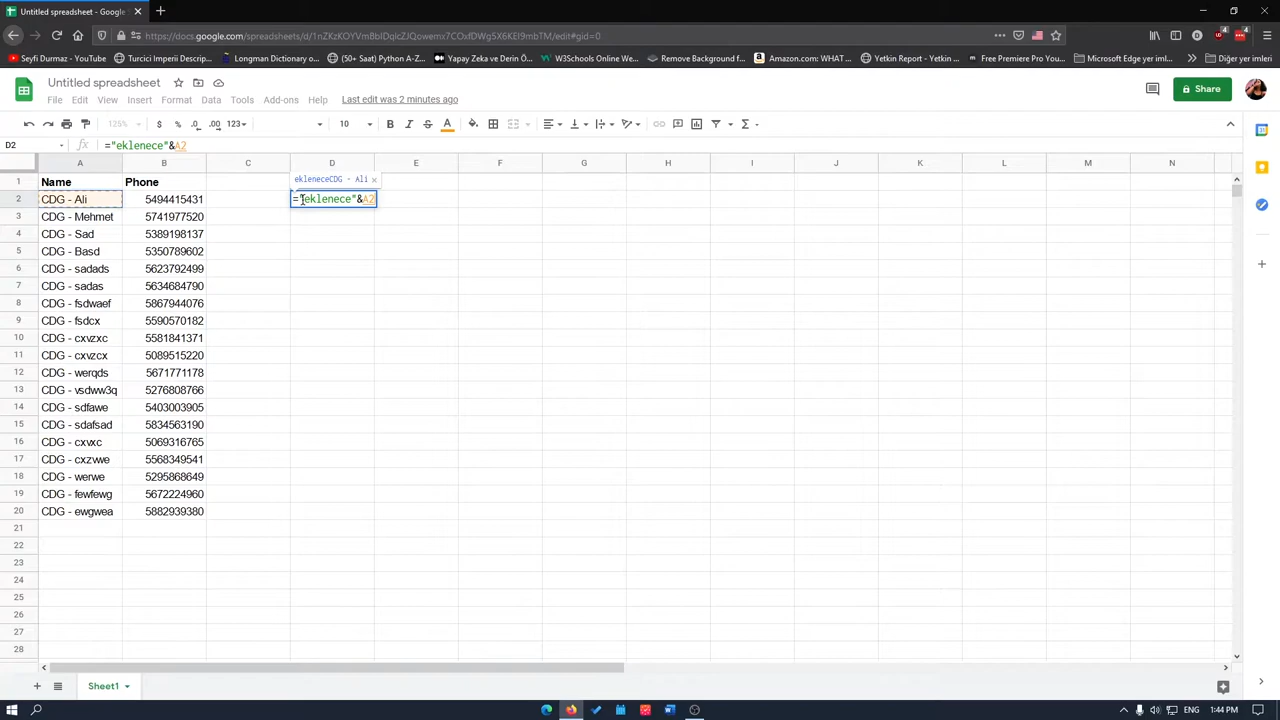 Untitled spreadsheet
https://docs.google.com/spreadsheets/d/
/edit#gid=0
Seyfi Durmaz - YouTube
Turcici Imperii Descrip…
Longman Dictionary …
(50+ Saat) Python A-Z…
Yapay Zeka ve Derin…
W3Schools Online We…
Remove Background f…
Amazon.com: WHAT …
Yetkin Report - Yetkin…
Free Premiere Pro You…
Microsoft Edge yer im…
Diğer yer imleri
Untitled spreadsheet
File Edit View Insert Format Data Tools Add-ons Help Last edit was 2 minutes ago
Share
125% $ % .0 .00 123 10 B I S A
D2 fx ="eklenece"&A2
A B C D E F G H I J K L M N
ekleneceCDG - Ali ×
1 Name Phone
2 CDG - Ali 5494415431 ="eklenece"&A2
3 CDG - Mehmet 5741977520
4 CDG - Sad 5389198137
5 CDG - Basd 5350789602
6 CDG - sadads 5623792499
7 CDG - sadas 5634684790
8 CDG - fsdwaef 5867944076
9 CDG - fsdcx 5590570182
10 CDG - cxvzxc 5581841371
11 CDG - cxvzcx 5089515220
12 CDG - werqds 5671771178
13 CDG - vsdww3q 5276808766
14 CDG - sdfawe 5403003905
15 CDG - sdafsad 5834563190
16 CDG - cxvxc 5069316765
17 CDG - cxzvwe 5568349541
18 CDG - werwe 5295868649
19 CDG - fewfewg 5672224960
20 CDG - ewgwea 5882939380
21
22
23
24
25
26
27
28
Sheet1
ENG 1:44 PM